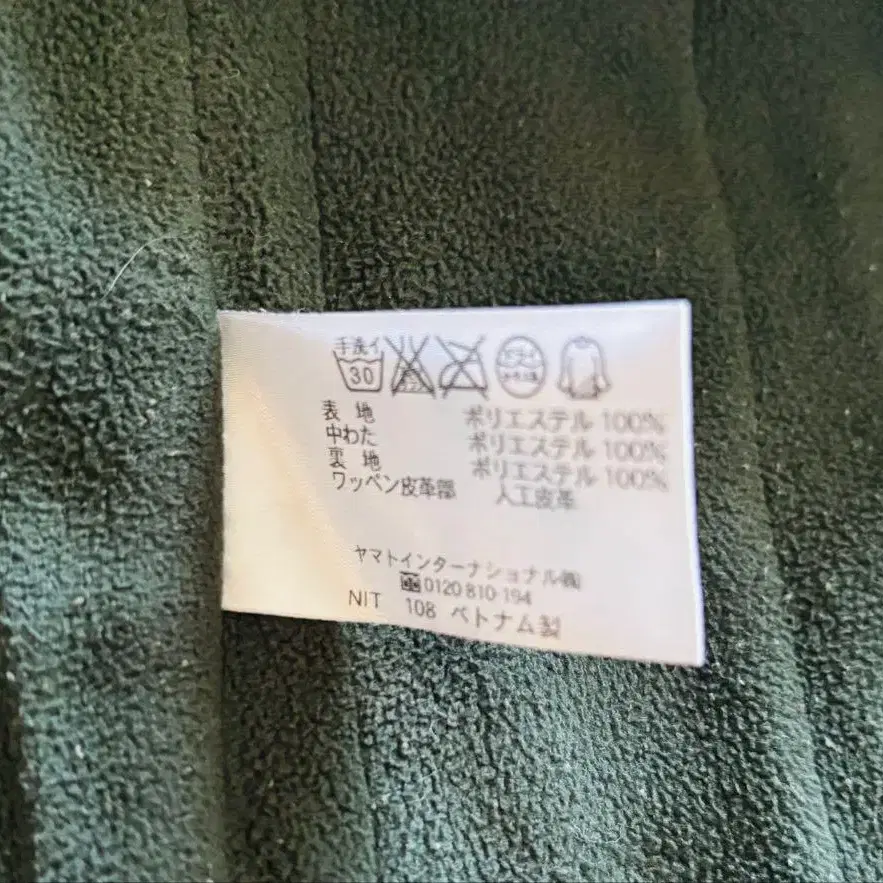 手洗イ
30
ドライ
表 地 ポリエステル 100%
中わた ポリエステル 100%
裏 地 ポリエステル 100%
ワッペン皮革部 人工皮革
ヤマトインターナショナル㈱
0120 810-194
NIT 108 ベトナム製